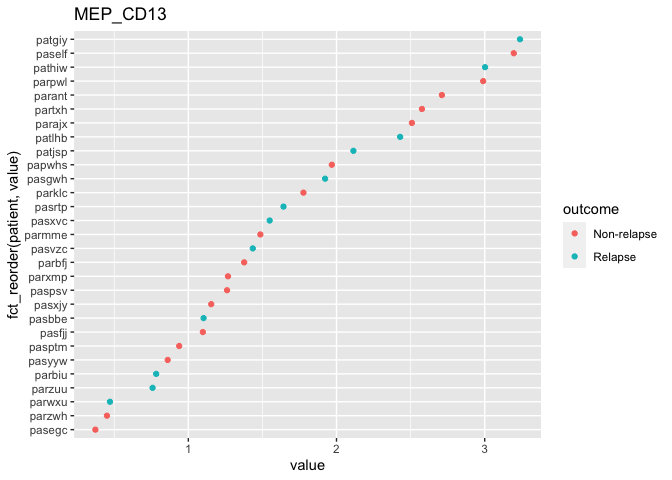 MEP_CD13
fct_reorder(patient, value)
patgiy
paself
pathiw
parpwl
parant
partxh
parajx
patlhb
patjsp
papwhs
pasgwh
parklc
pasrtp
pasxvc
parmme
pasvzc
parbfj
parxmp
paspsv
pasxjy
pasbbe
pasfjj
pasptm
pasyyw
parbiu
parzuu
parwxu
parzwh
pasegc
1 2 3
value
outcome
Non-relapse
Relapse